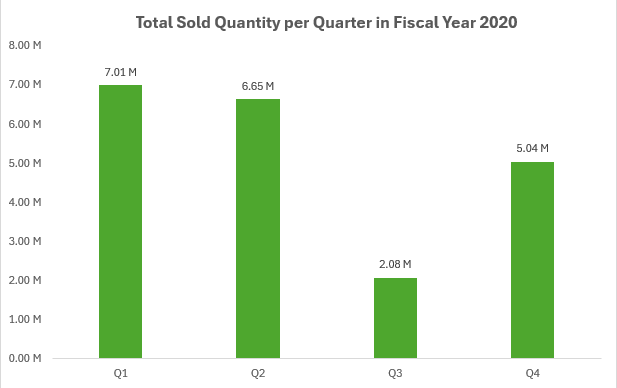 Total Sold Quantity per Quarter in Fiscal Year 2020
8.00 M
7.00 M
6.00 M
5.00 M
4.00 M
3.00 M
2.00 M
1.00 M
0.00 M
7.01 M
6.65 M
2.08 M
5.04 M
Q1
Q2
Q3
Q4